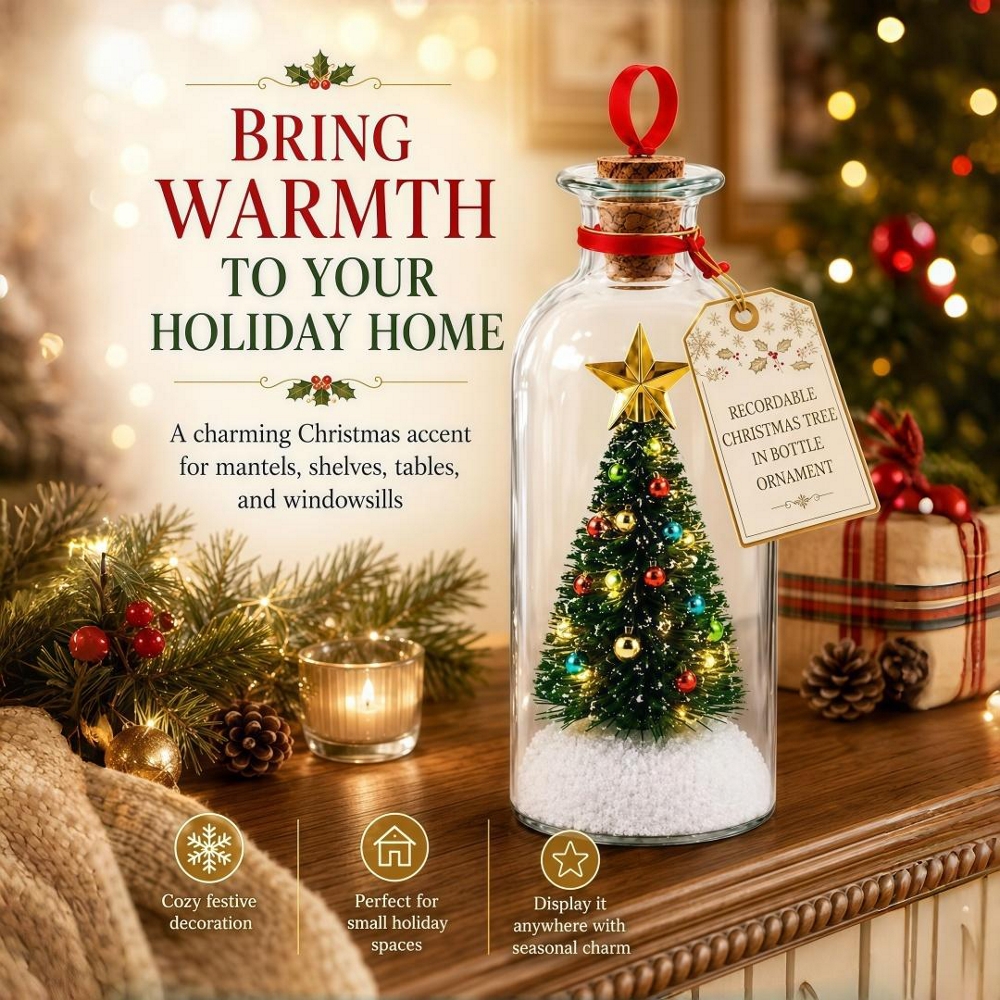 BRING
WARMTH
TO YOUR
HOLIDAY HOME
A charming Christmas accent
for mantels, shelves, tables,
and windowsills
RECORDABLE
CHRISTMAS TREE
IN BOTTLE
ORNAMENT
Cozy festive
decoration
Perfect for
small holiday
spaces
Display it
anywhere with
seasonal charm